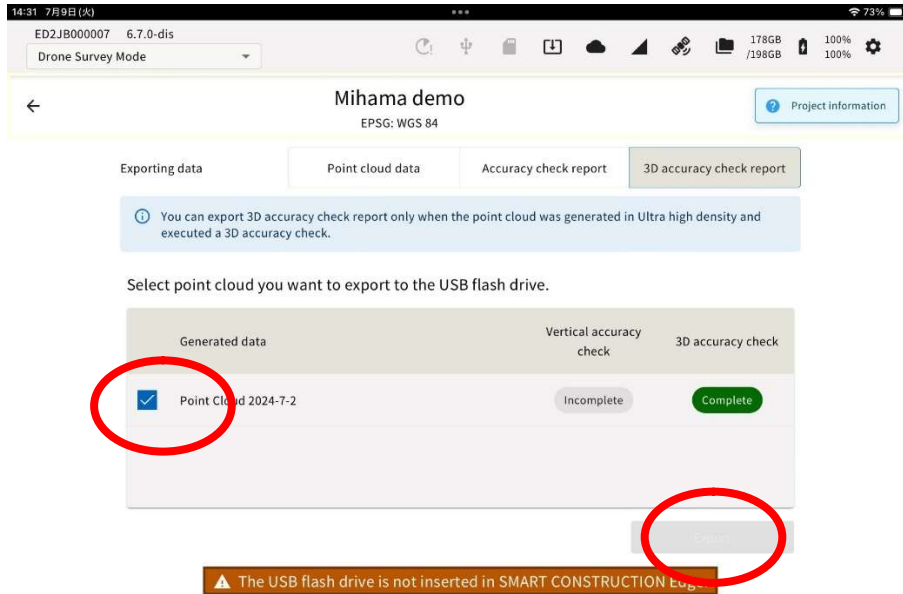 14:31 7月9日(火)
73%
ED2JB000007 6.7.0-dis
Drone Survey Mode
178GB
/198GB
100%
100%
Mihama demo
EPSG: WGS 84
Project information
Exporting data
Point cloud data
Accuracy check report
3D accuracy check report
You can export 3D accuracy check report only when the point cloud was generated in Ultra high density and
executed a 3D accuracy check.
Select point cloud you want to export to the USB flash drive.
Generated data
Vertical accuracy
check
3D accuracy check
Point Cloud 2024-7-2
Incomplete
Complete
Export
The USB flash drive is not inserted in SMART CONSTRUCTION Edge